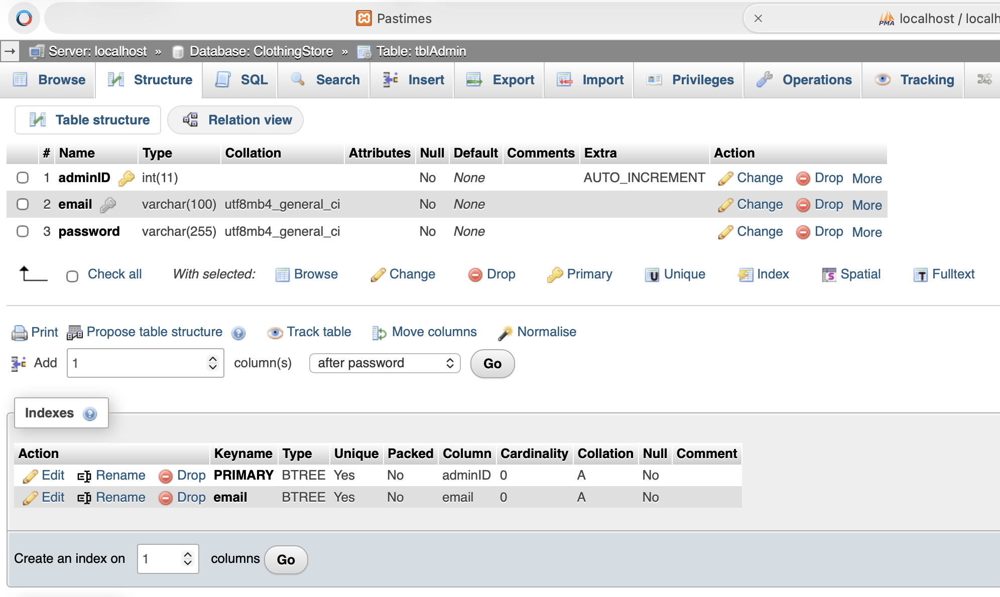 Pastimes
PMA localhost / localh
Server: localhost » Database: ClothingStore » Table: tblAdmin
Browse Structure SQL Search Insert Export Import Privileges Operations Tracking
Table structure Relation view
# Name Type Collation Attributes Null Default Comments Extra Action
1 adminID int(11) No None AUTO_INCREMENT Change Drop More
2 email varchar(100) utf8mb4_general_ci No None Change Drop More
3 password varchar(255) utf8mb4_general_ci No None Change Drop More
Check all With selected: Browse Change Drop Primary Unique Index Spatial Fulltext
Print Propose table structure Track table Move columns Normalise
Add 1 column(s) after password Go
Indexes
Action Keyname Type Unique Packed Column Cardinality Collation Null Comment
Edit Rename Drop PRIMARY BTREE Yes No adminID 0 A No
Edit Rename Drop email BTREE Yes No email 0 A No
Create an index on 1 columns Go